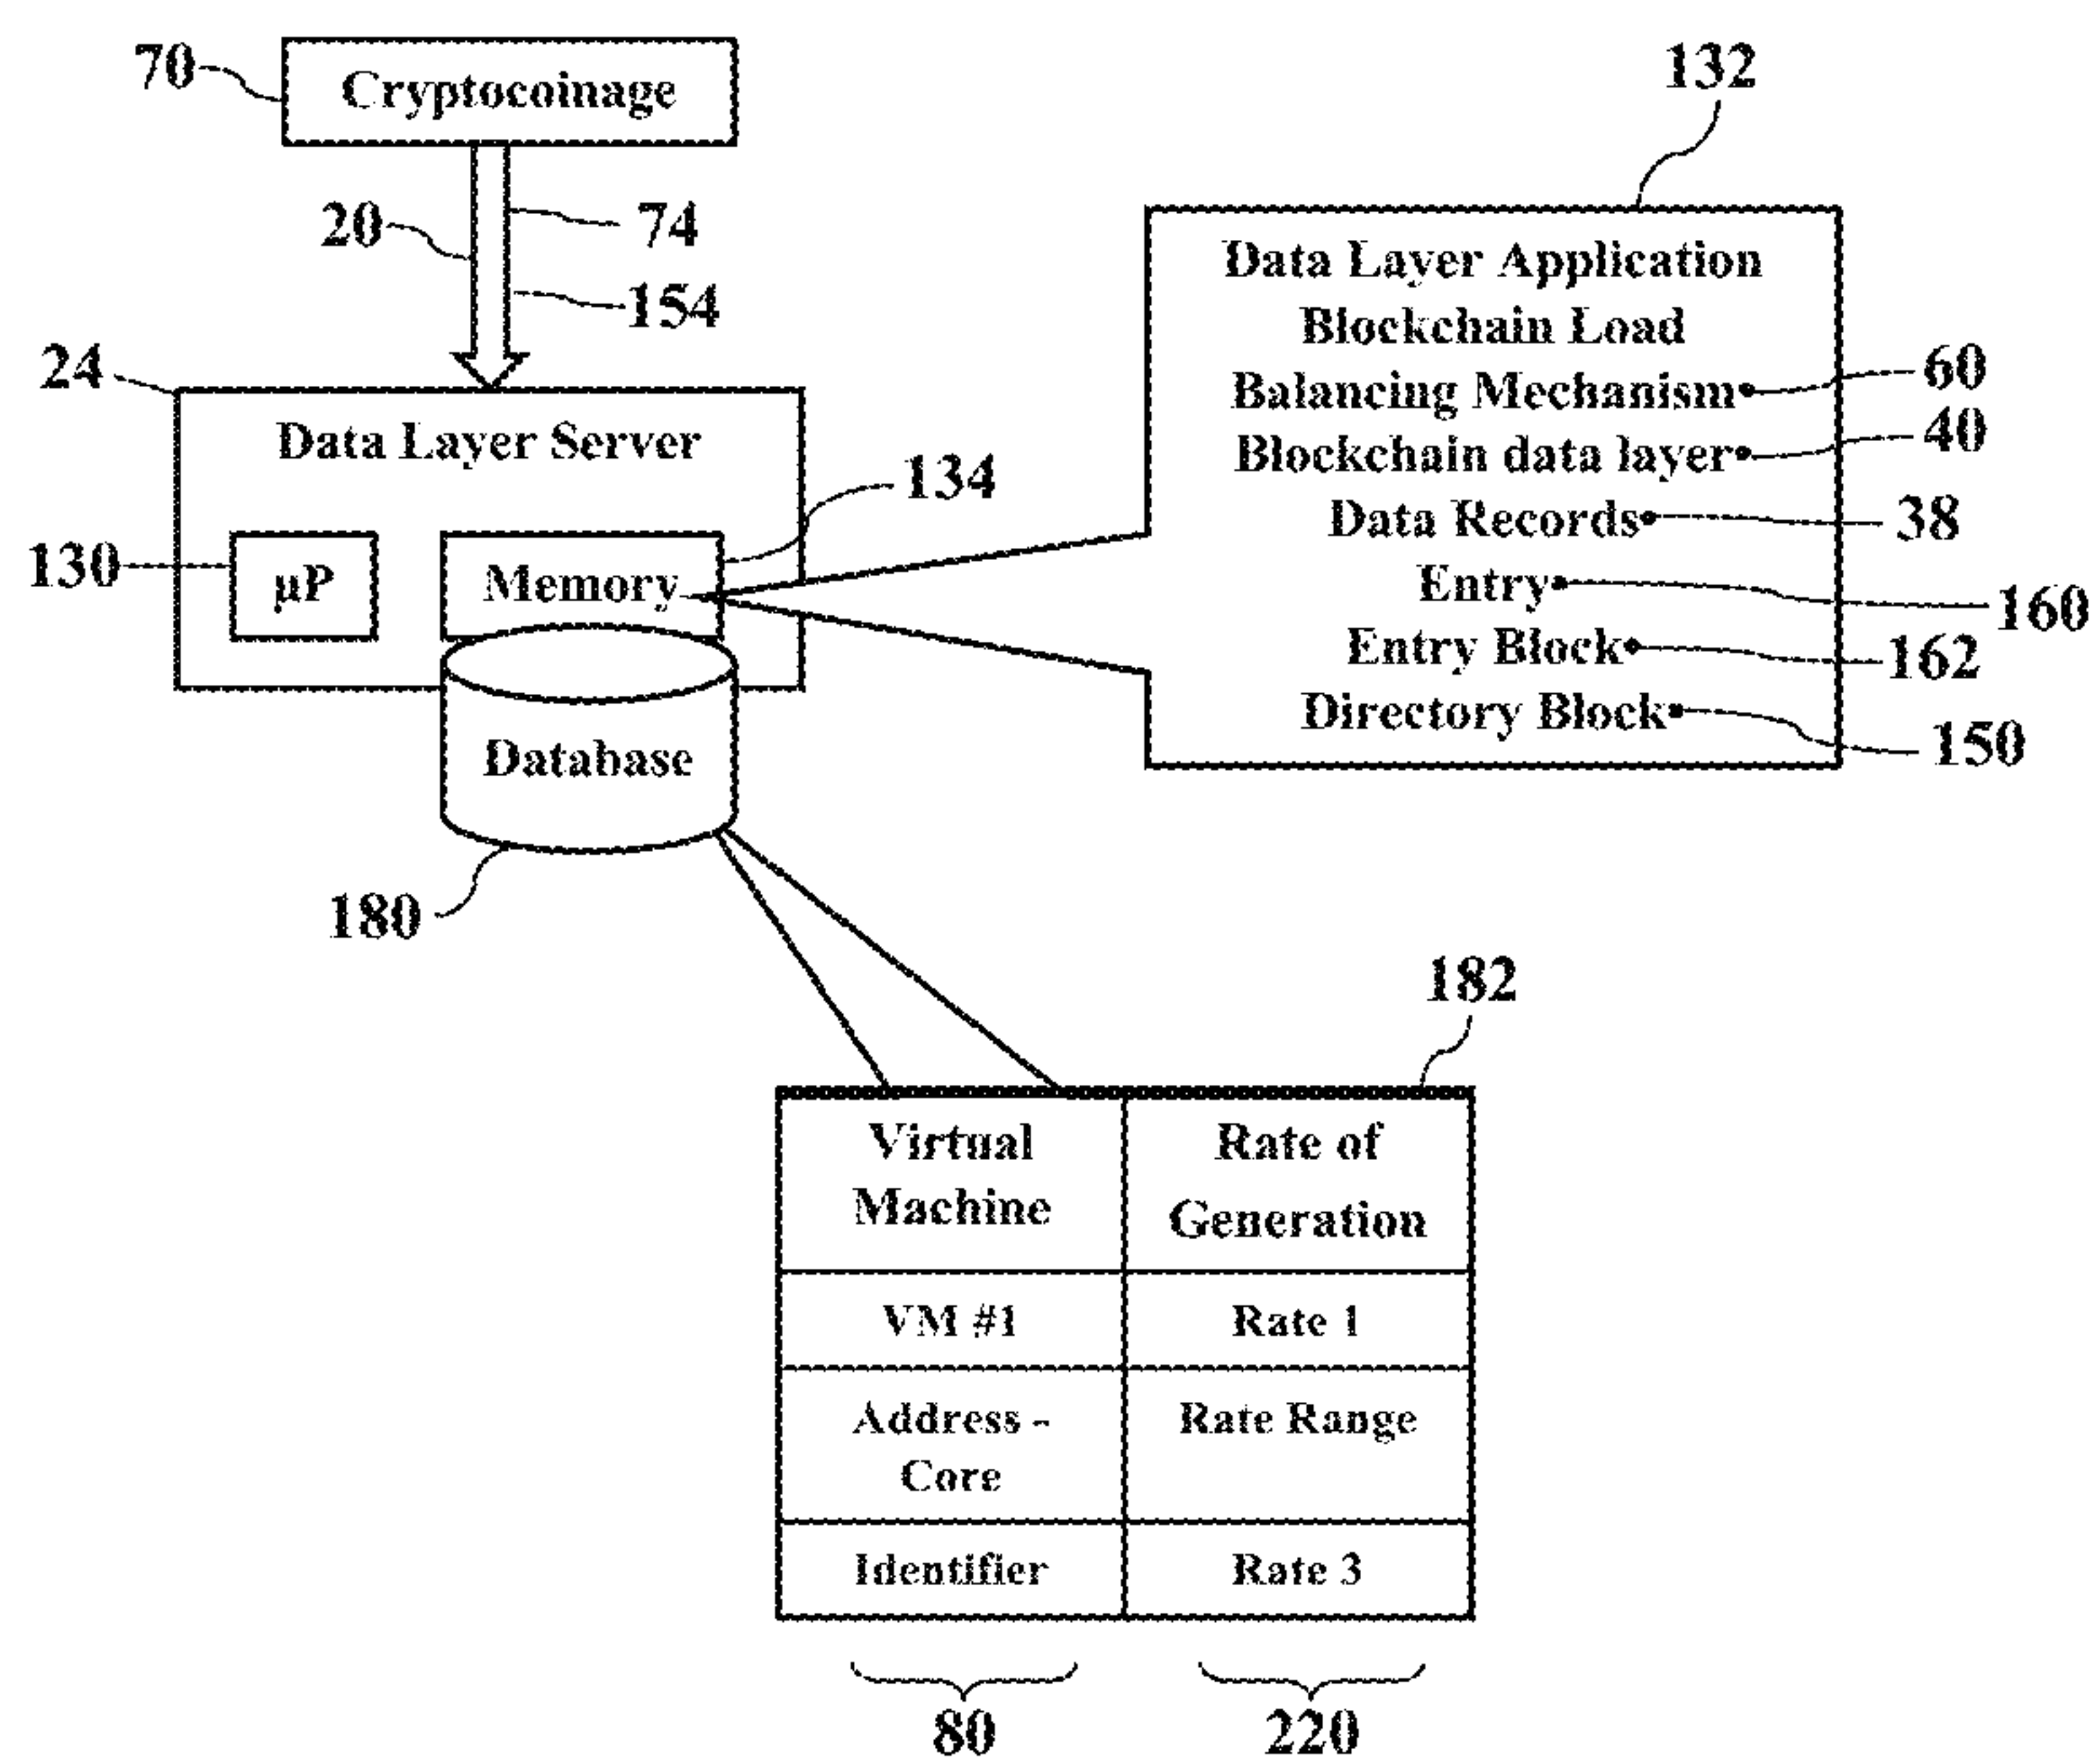 70
Cryptocoinage
132
20
74
154
Data Layer Application
Blockchain Load
Balancing Mechanism
60
Blockchain data layer
40
Data Records
38
Entry
160
Entry Block
162
Directory Block
150
24
Data Layer Server
134
130
μP
Memory
Database
180
182
Virtual
Machine
Rate of
Generation
VM #1
Rate 1
Address -
Core
Rate Range
Identifier
Rate 3
80
220